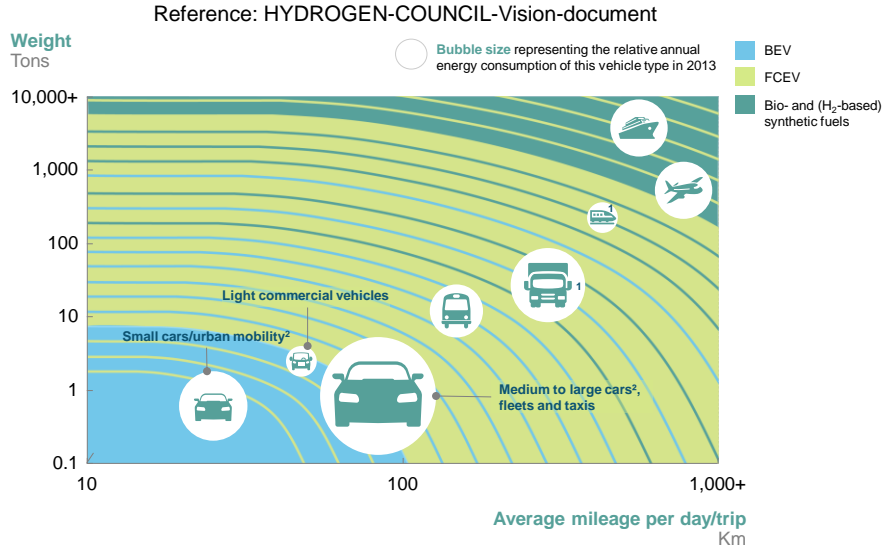 Reference: HYDROGEN-COUNCIL-Vision-document
Weight
Tons
Bubble size representing the relative annual
energy consumption of this vehicle type in 2013
BEV
FCEV
Bio- and (H₂-based)
synthetic fuels
10,000+
1,000
100
10
1
0.1
1
1
Light commercial vehicles
Small cars/urban mobility²
Medium to large cars²,
fleets and taxis
10
100
1,000+
Average mileage per day/trip
Km